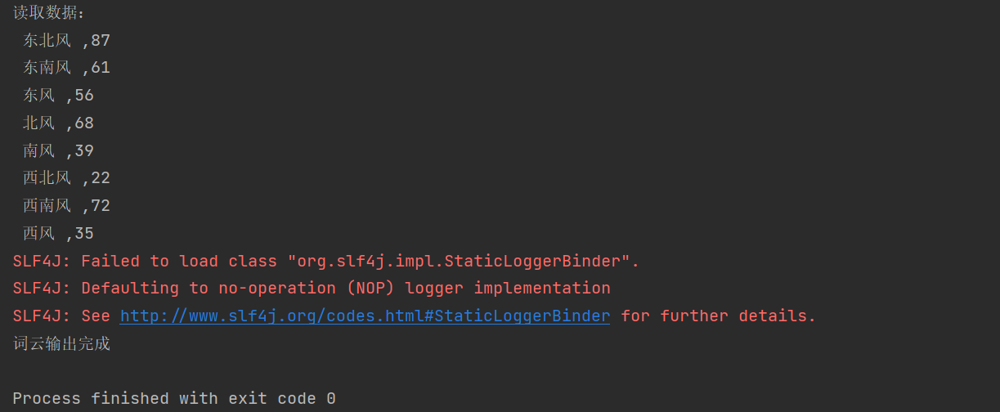 读取数据：
东北风 ,87
东南风 ,61
东风 ,56
北风 ,68
南风 ,39
西北风 ,22
西南风 ,72
西风 ,35
SLF4J: Failed to load class "org.slf4j.impl.StaticLoggerBinder".
SLF4J: Defaulting to no-operation (NOP) logger implementation
SLF4J: See http://www.slf4j.org/codes.html#StaticLoggerBinder for further details.
词云输出完成
Process finished with exit code 0